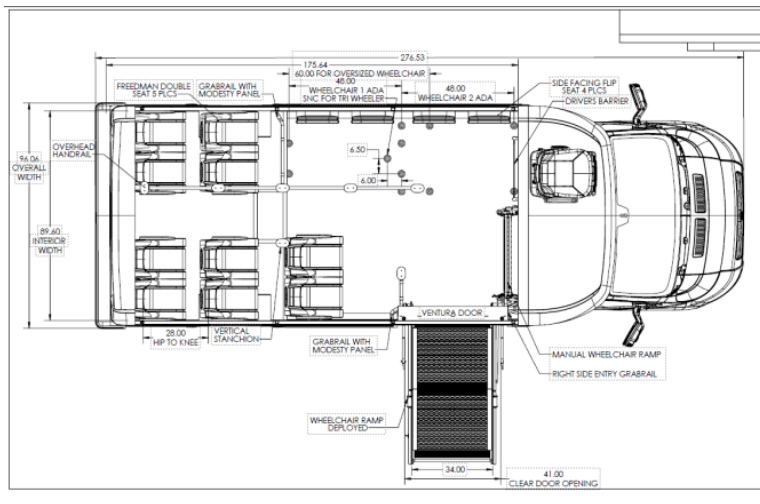 276.53
175.64
60.00 FOR OVERSIZED WHEELCHAIR
48.00
48.00
FREEDMAN DOUBLE
SEAT 5 PLCS
GRABRAIL WITH
MODESTY PANEL
WHEELCHAIR 1 ADA
SNC FOR TRI WHEELER
WHEELCHAIR 2 ADA
SIDE FACING FLIP
SEAT 4 PLCS
DRIVERS BARRIER
OVERHEAD
HANDRAIL
96.06
OVERALL
WIDTH
6.50
6.00
89.60
INTERIOR
WIDTH
VENTURA DOOR
28.00
HIP TO KNEE
VERTICAL
STANCHION
GRABRAIL WITH
MODESTY PANEL
MANUAL WHEELCHAIR RAMP
RIGHT SIDE ENTRY GRABRAIL
WHEELCHAIR RAMP
DEPLOYED
34.00
41.00
CLEAR DOOR OPENING